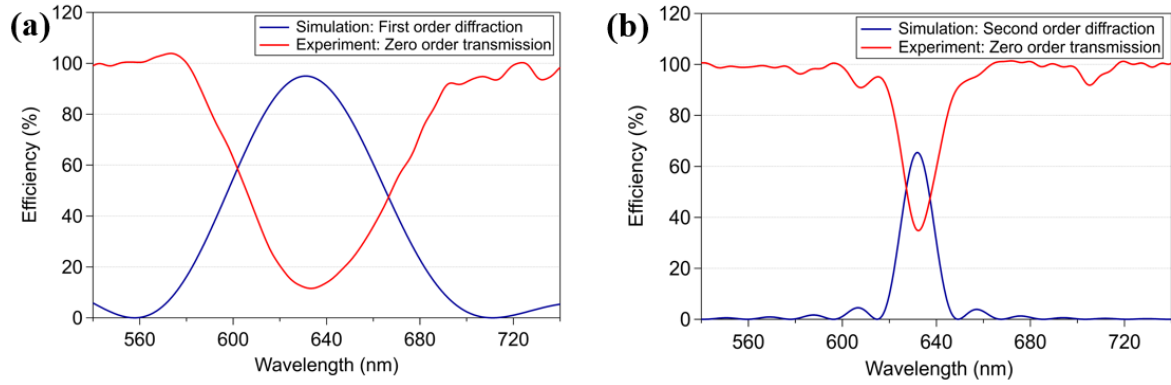 (a)
Simulation: First order diffraction
Experiment: Zero order transmission
Efficiency (%)
120
100
80
60
40
20
0
560 600 640 680 720
Wavelength (nm)
(b)
Simulation: Second order diffraction
Experiment: Zero order transmission
Efficiency (%)
120
100
80
60
40
20
0
560 600 640 680 720
Wavelength (nm)